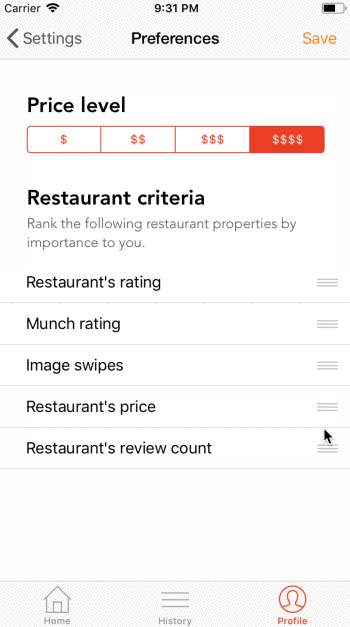 Carrier 9:31 PM
Settings Preferences Save
Price level
$ $$ $$$ $$$$
Restaurant criteria
Rank the following restaurant properties by
importance to you.
Restaurant's rating
Munch rating
Image swipes
Restaurant's price
Restaurant's review count
Home History Profile